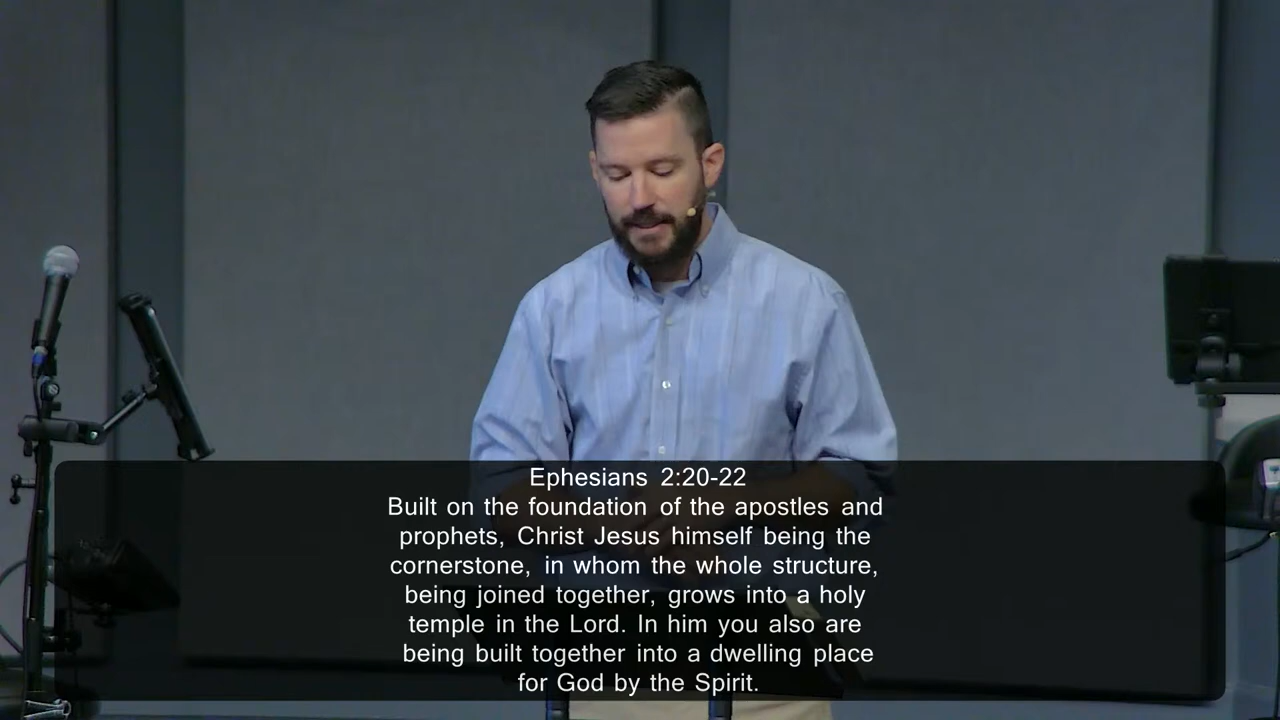 Ephesians 2:20-22
Built on the foundation of the apostles and
prophets, Christ Jesus himself being the
cornerstone, in whom the whole structure,
being joined together, grows into a holy
temple in the Lord. In him you also are
being built together into a dwelling place
for God by the Spirit.